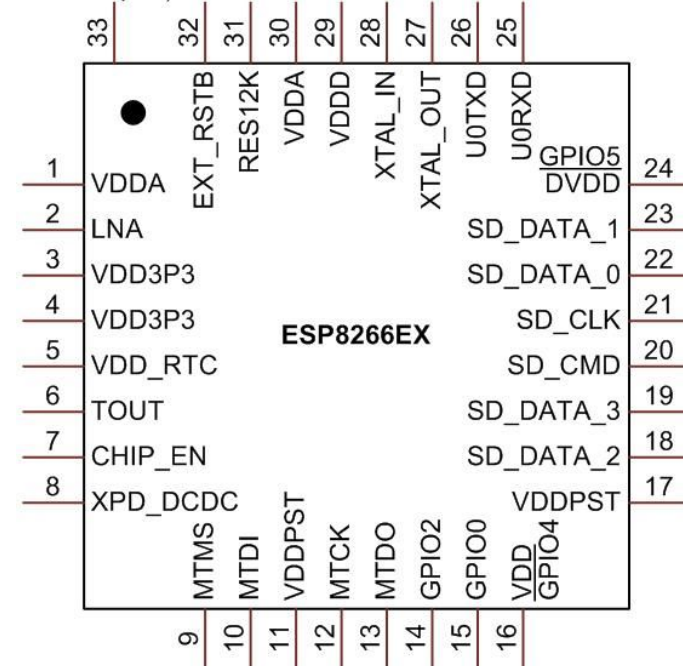 33
32
31
30
29
28
27
26
25
EXT_RSTB
RES12K
VDDA
VDDD
XTAL_IN
XTAL_OUT
U0TXD
U0RXD
1 VDDA
2 LNA
3 VDD3P3
4 VDD3P3
5 VDD_RTC
6 TOUT
7 CHIP_EN
8 XPD_DCDC
ESP8266EX
GPIO5
DVDD 24
SD_DATA_1 23
SD_DATA_0 22
SD_CLK 21
SD_CMD 20
SD_DATA_3 19
SD_DATA_2 18
VDDPST 17
MTMS
MTDI
VDDPST
MTCK
MTDO
GPIO2
GPIO0
VDD
GPIO4
9
10
11
12
13
14
15
16